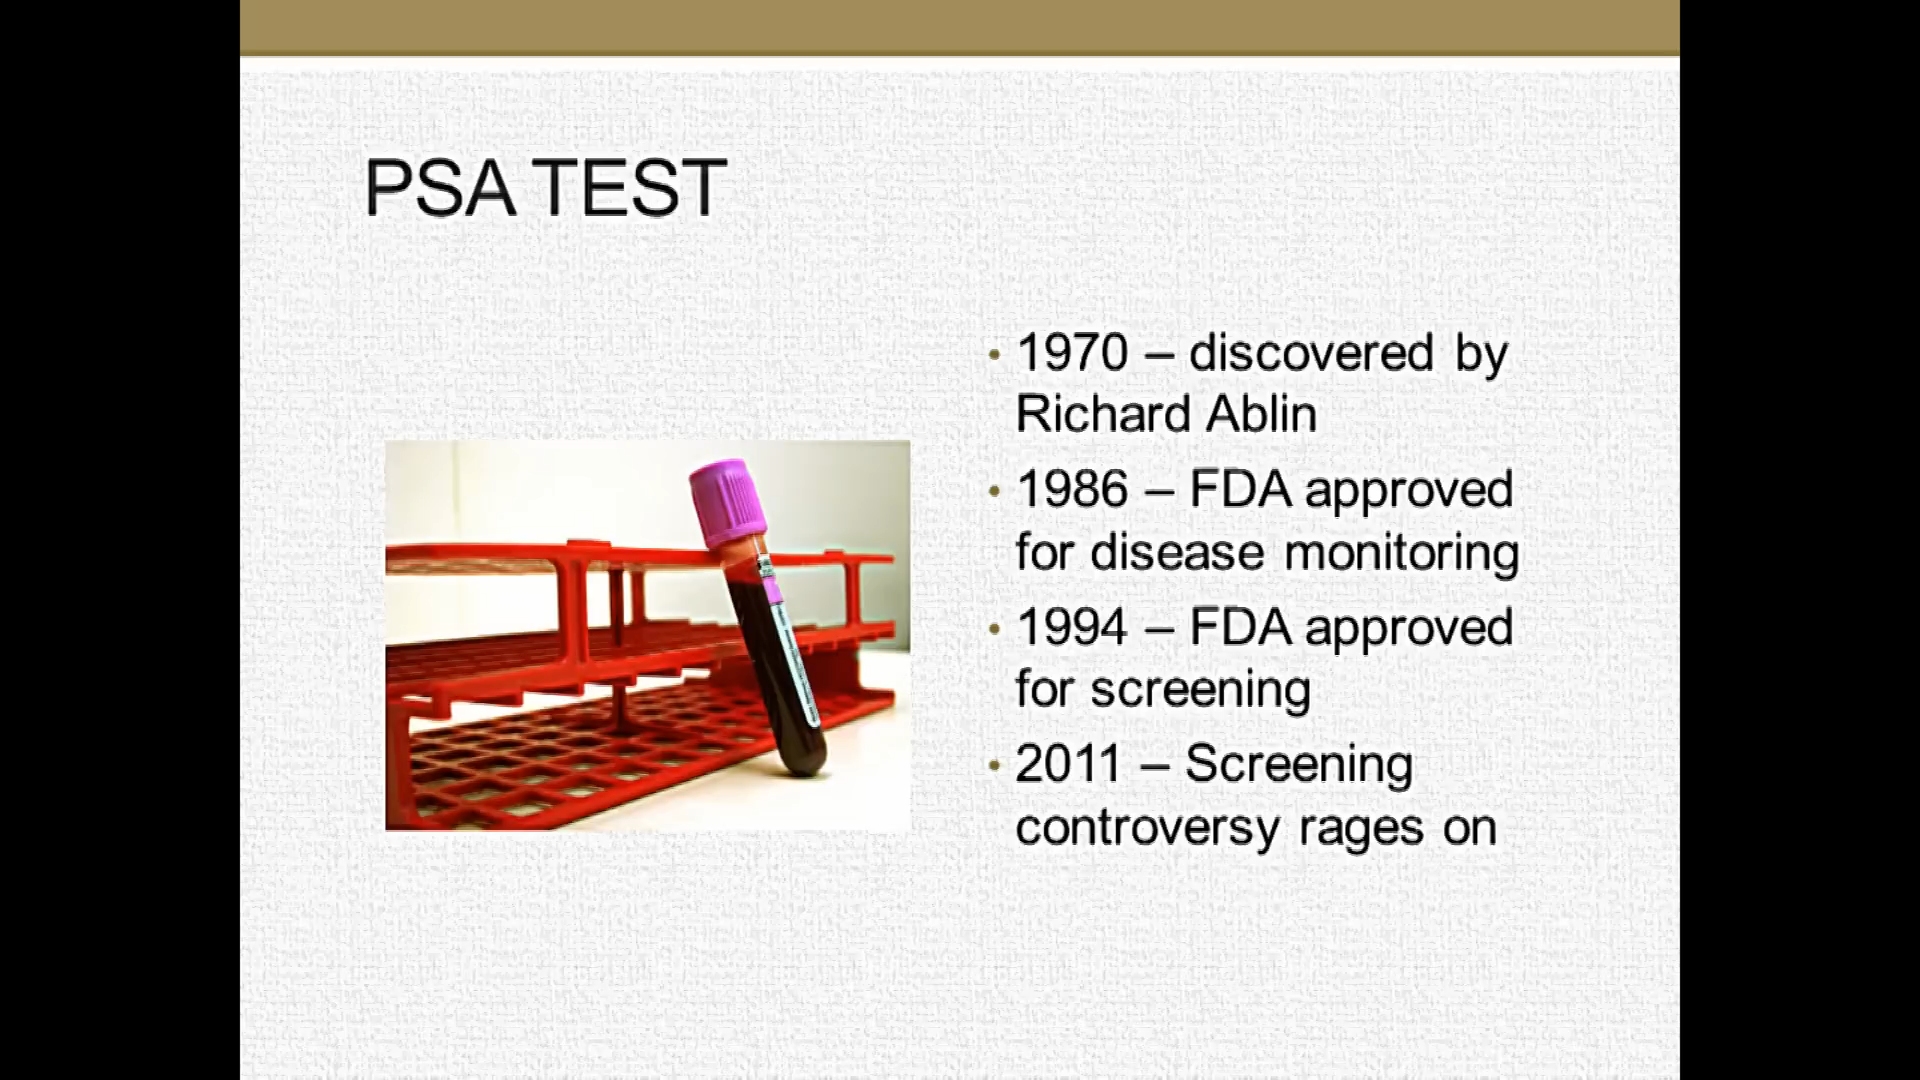 PSA TEST
• 1970 – discovered by
Richard Ablin
• 1986 – FDA approved
for disease monitoring
• 1994 – FDA approved
for screening
• 2011 – Screening
controversy rages on